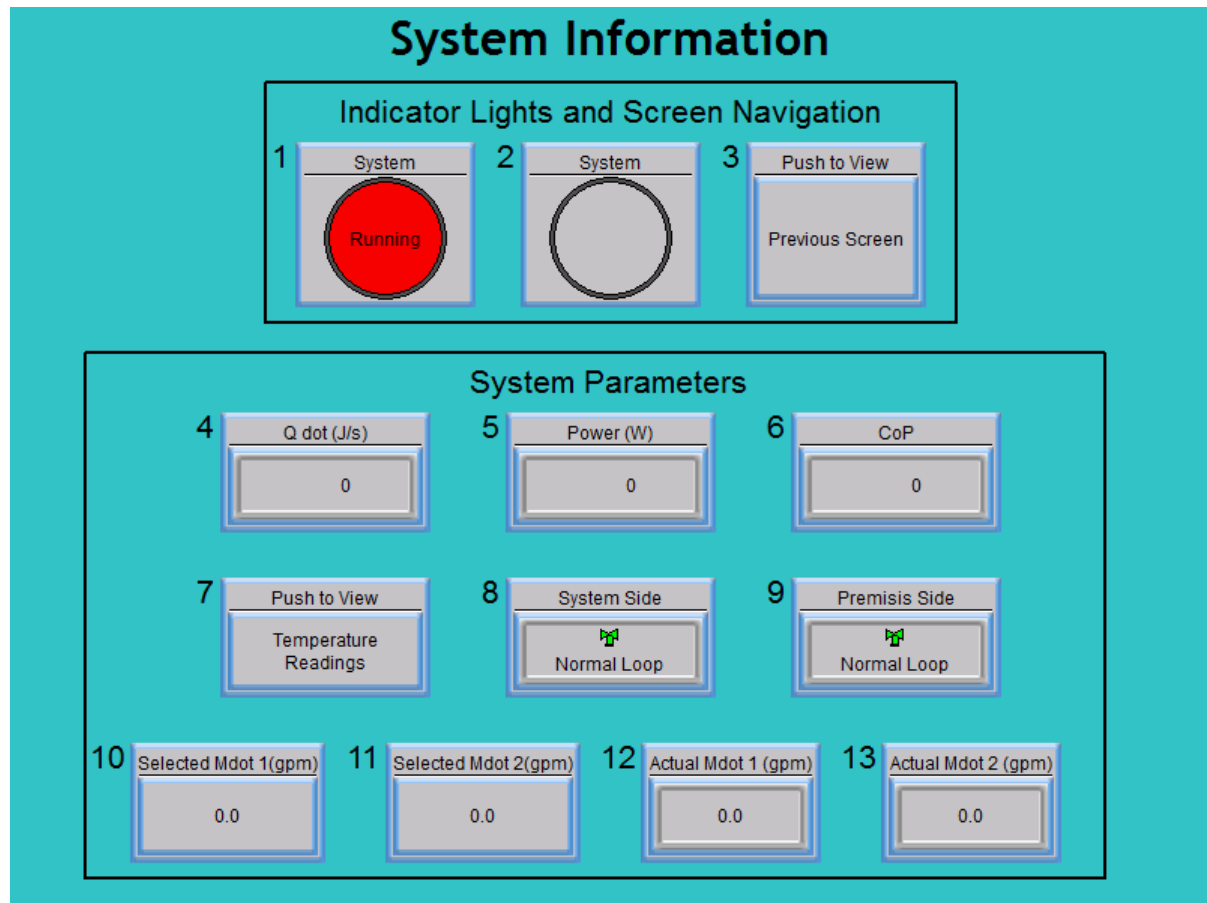 System Information
Indicator Lights and Screen Navigation
1 System 2 System 3 Push to View
Running Previous Screen
System Parameters
4 Q dot (J/s) 5 Power (W) 6 CoP
0 0 0
7 Push to View 8 System Side 9 Premisis Side
Temperature
Readings Normal Loop Normal Loop
10 Selected Mdot 1(gpm) 11 Selected Mdot 2(gpm) 12 Actual Mdot 1 (gpm) 13 Actual Mdot 2 (gpm)
0.0 0.0 0.0 0.0